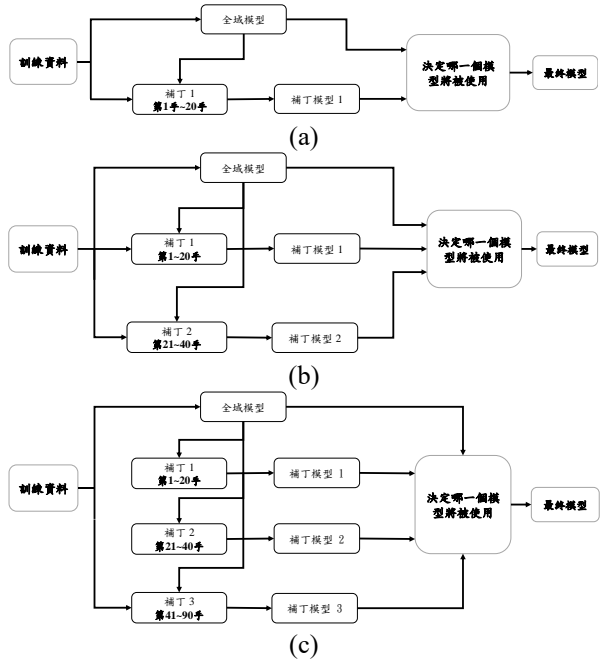 全域模型
訓練資料
補丁 1
第1手~20手
補丁模型 1
決定哪一個模
型將被使用
最終模型
(a)
全域模型
訓練資料
補丁 1
第1~20手
補丁模型 1
決定哪一個模
型將被使用
最終模型
補丁 2
第21~40手
補丁模型 2
(b)
全域模型
訓練資料
補丁 1
第1~20手
補丁模型 1
補丁 2
第21~40手
補丁模型 2
決定哪一個模
型將被使用
最終模型
補丁 3
第41~90手
補丁模型 3
(c)